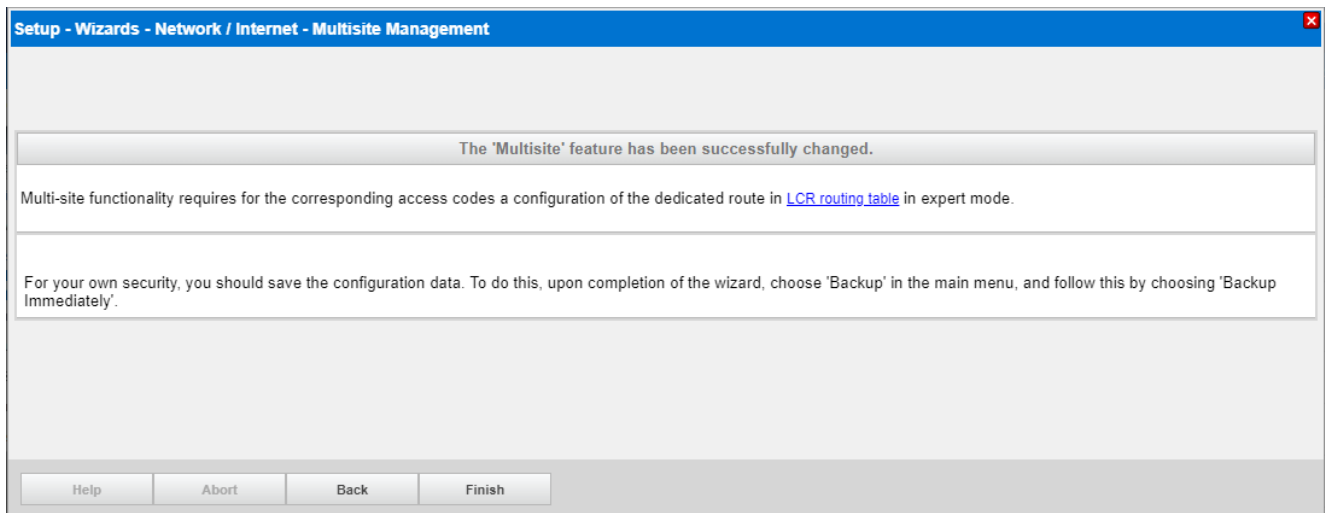 Setup - Wizards - Network / Internet - Multisite Management
The 'Multisite' feature has been successfully changed.
Multi-site functionality requires for the corresponding access codes a configuration of the dedicated route in LCR routing table in expert mode.
For your own security, you should save the configuration data. To do this, upon completion of the wizard, choose 'Backup' in the main menu, and follow this by choosing 'Backup
Immediately'.
Help Abort Back Finish